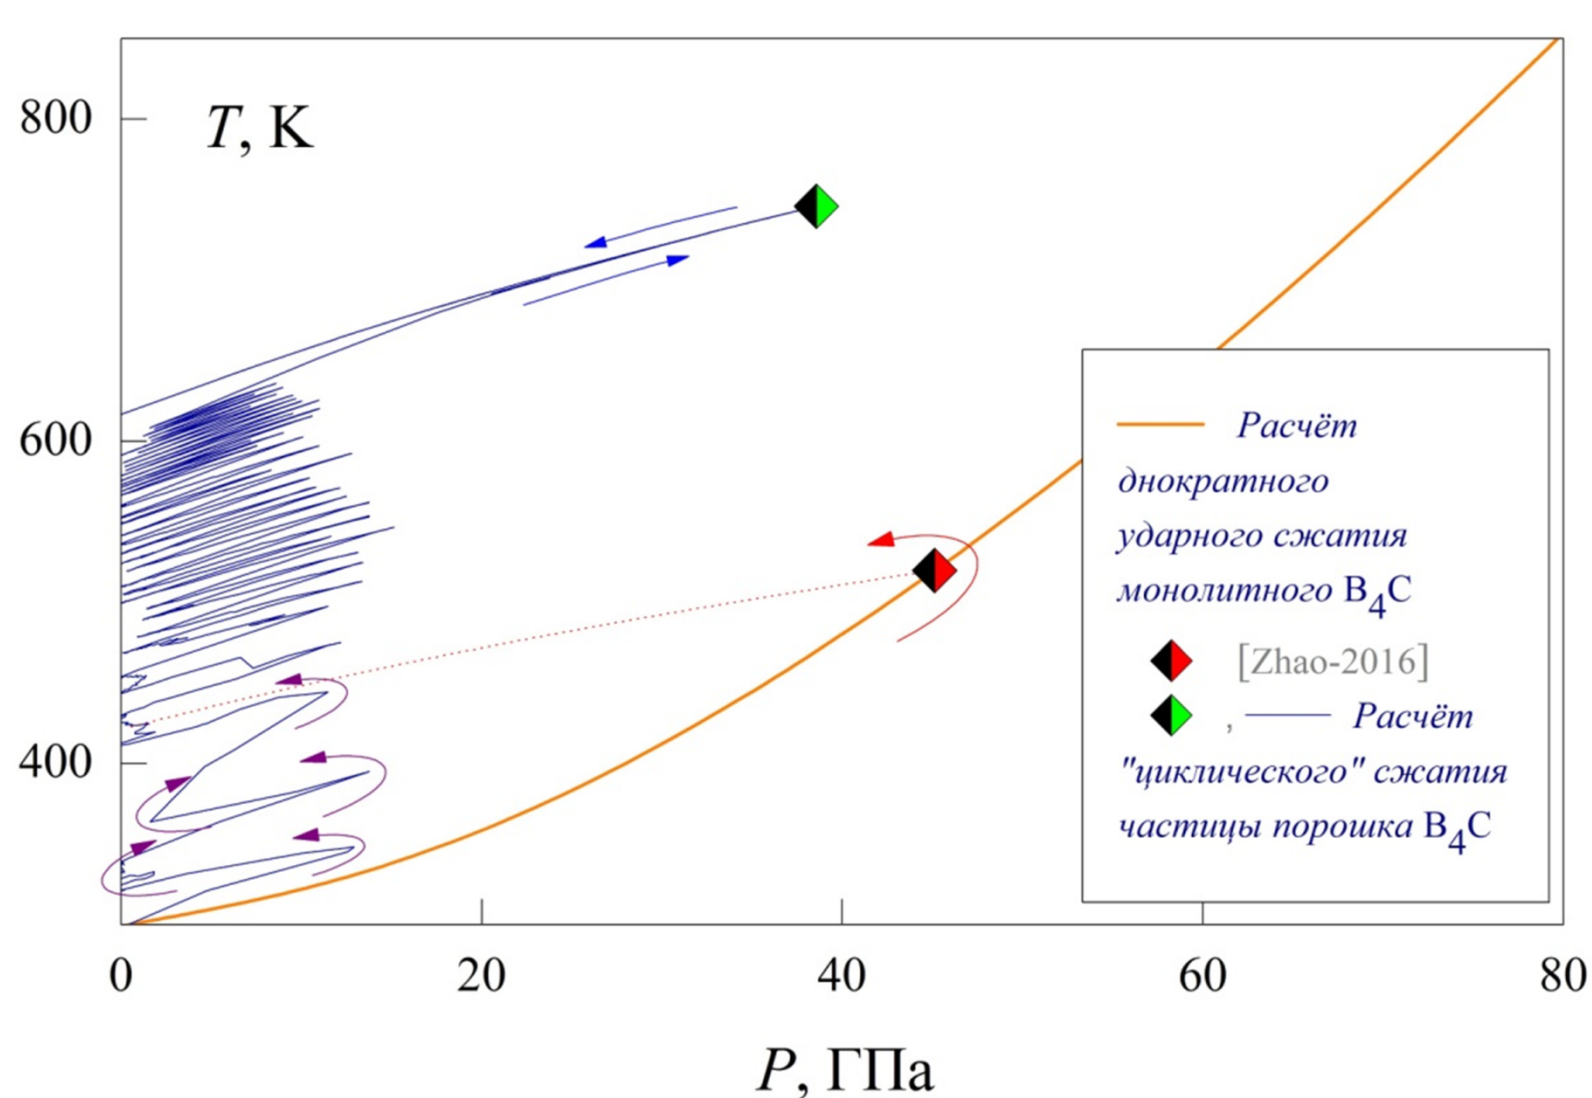 800
T, К
600
400
Расчёт
днократного
ударного сжатия
монолитного B4C
[Zhao-2016]
, Расчёт
"циклического" сжатия
частицы порошка B4C
0 20 40 60 80
P, ГПа